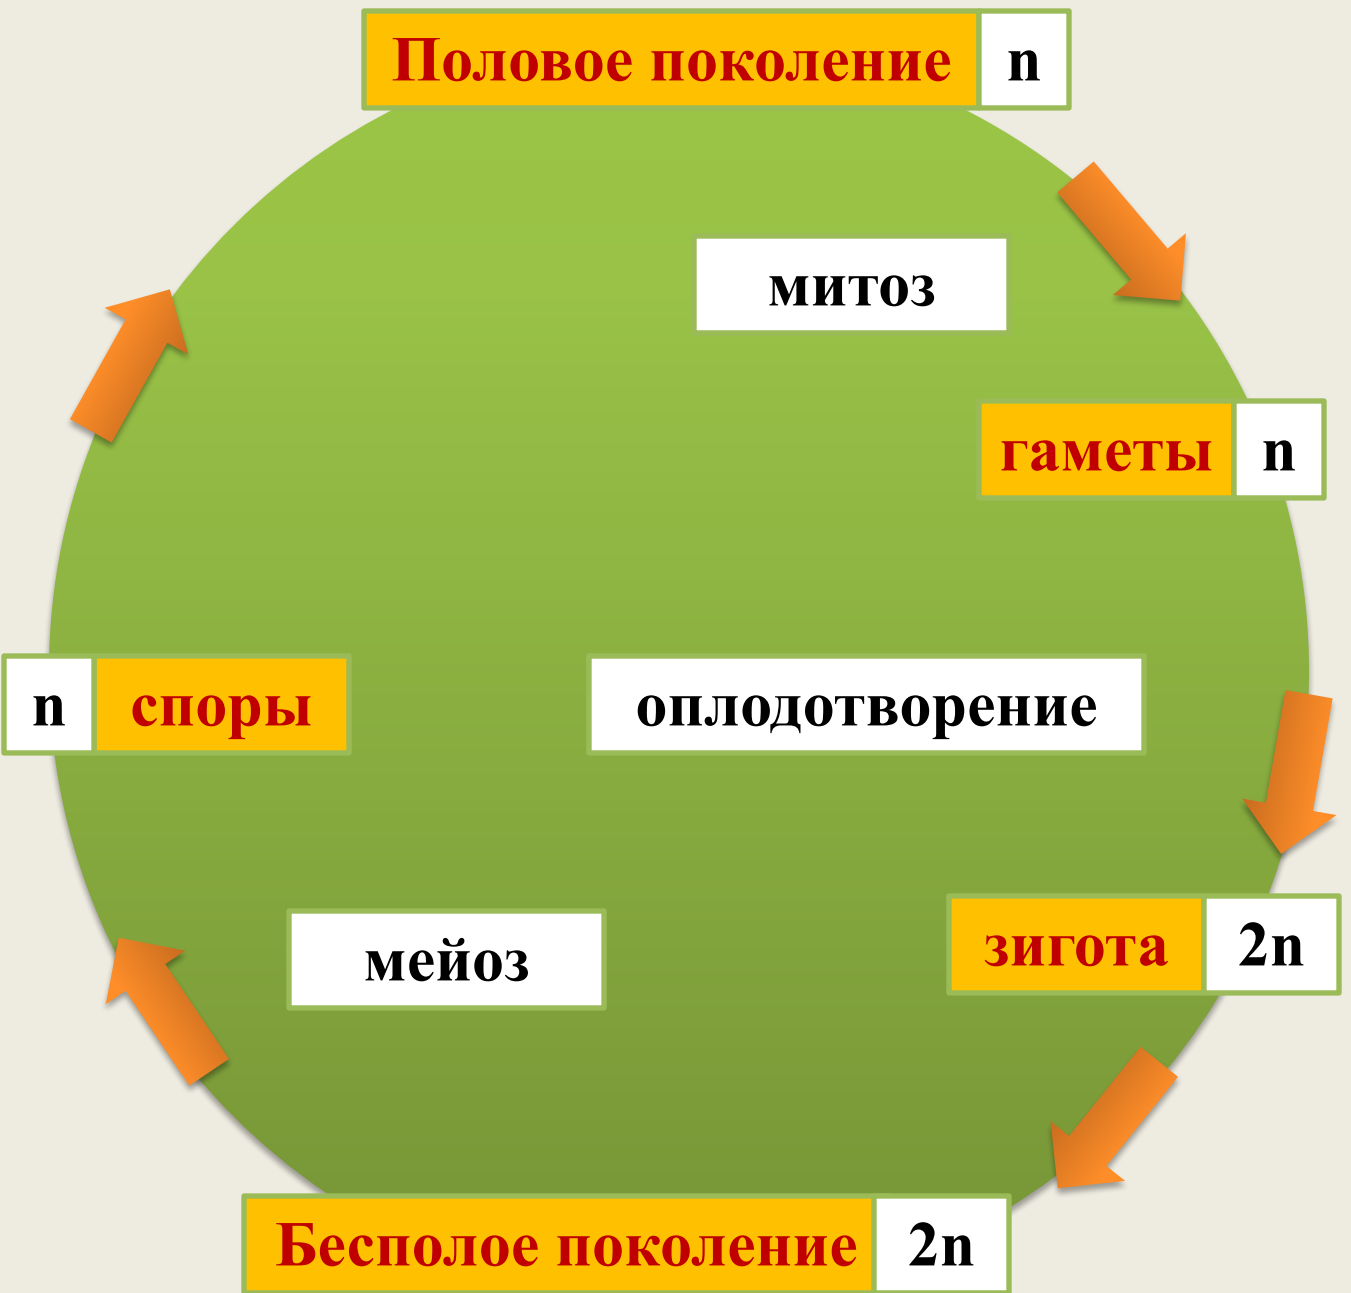 Половое поколение n
митоз
гаметы n
n споры
оплодотворение
зигота 2n
мейоз
Бесполое поколение 2n